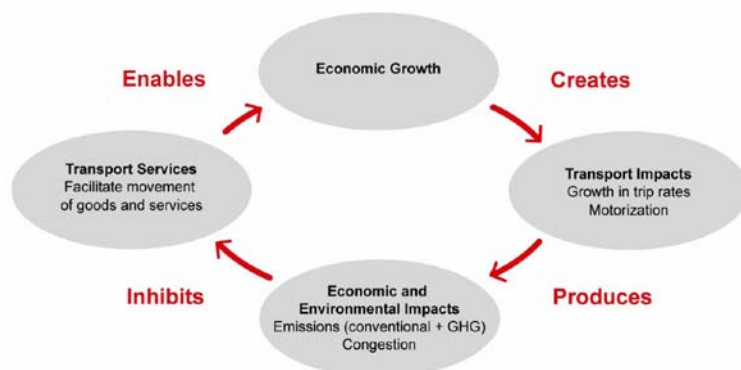 Economic Growth
Enables
Creates
Transport Services
Facilitate movement
of goods and services
Transport Impacts
Growth in trip rates
Motorization
Inhibits
Produces
Economic and
Environmental Impacts
Emissions (conventional + GHG)
Congestion